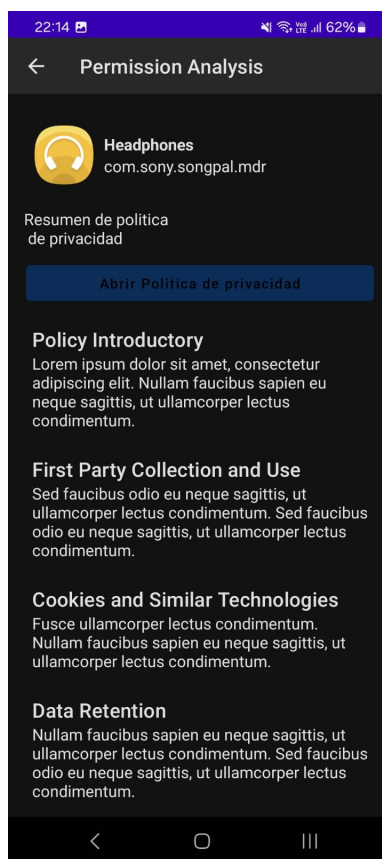 22:14 Vo) LTE 62%
Permission Analysis
Headphones
com.sony.songpal.mdr
Resumen de politica
de privacidad
Abrir Politica de privacidad
Policy Introductory
Lorem ipsum dolor sit amet, consectetur
adipiscing elit. Nullam faucibus sapien eu
neque sagittis, ut ullamcorper lectus
condimentum.
First Party Collection and Use
Sed faucibus odio eu neque sagittis, ut
ullamcorper lectus condimentum. Sed faucibus
odio eu neque sagittis, ut ullamcorper lectus
condimentum.
Cookies and Similar Technologies
Fusce ullamcorper lectus condimentum.
Nullam faucibus sapien eu neque sagittis, ut
ullamcorper lectus condimentum.
Data Retention
Nullam faucibus sapien eu neque sagittis, ut
ullamcorper lectus condimentum. Sed faucibus
odio eu neque sagittis, ut ullamcorper lectus
condimentum.